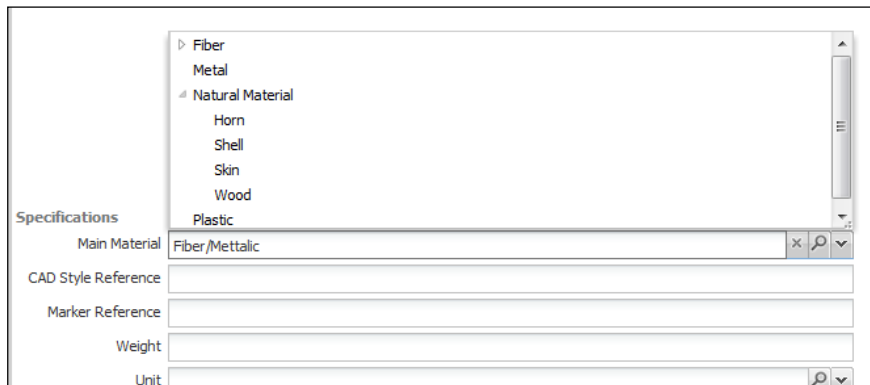 Fiber
Metal
Natural Material
Horn
Shell
Skin
Wood
Plastic
Specifications
Main Material Fiber/Mettalic
CAD Style Reference
Marker Reference
Weight
Unit